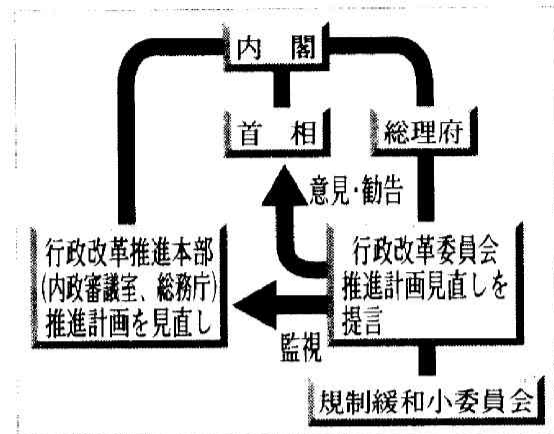 内閣
首相
総理府
意見・勧告
行政改革推進本部
(内政審議室、総務庁)
推進計画を見直し
行政改革委員会
推進計画見直しを
提言
監視
規制緩和小委員会